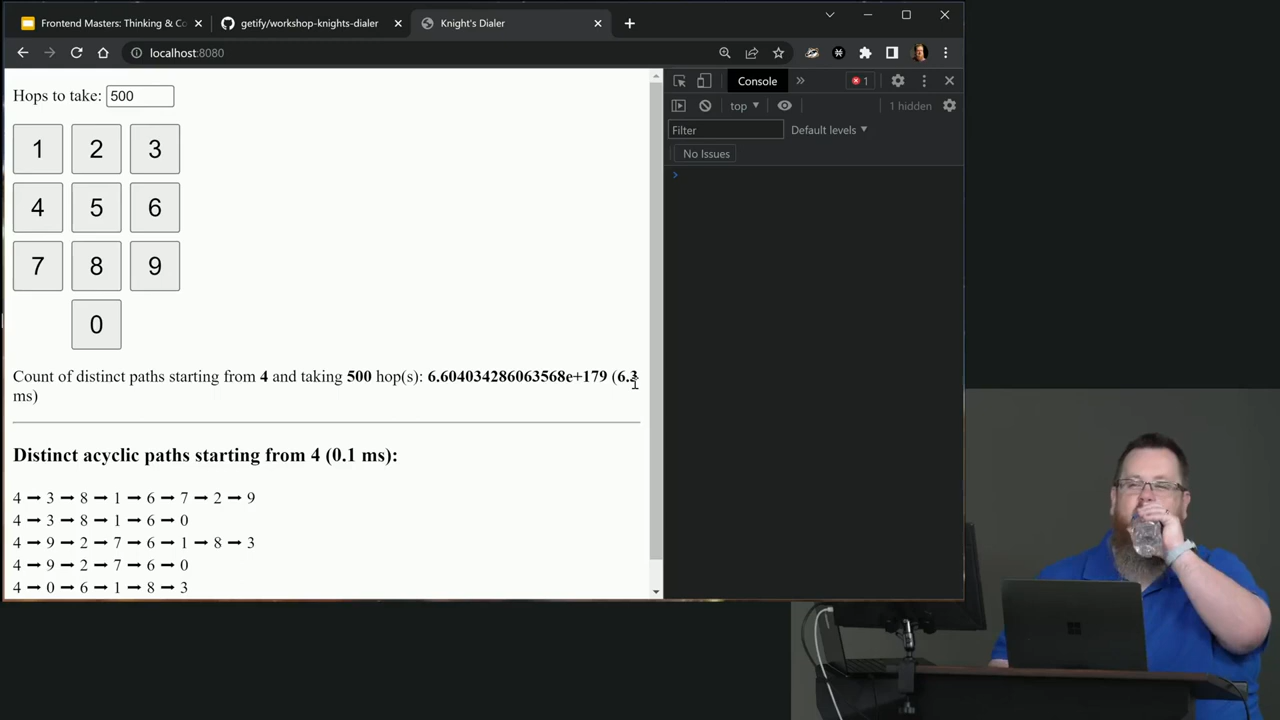 Frontend Masters: Thinking & Co
getify/workshop-knights-dialer
Knight's Dialer
localhost:8080
Hops to take: 500
1 2 3
4 5 6
7 8 9
0
Count of distinct paths starting from 4 and taking 500 hop(s): 6.604034286063568e+179 (6.3
ms)
Distinct acyclic paths starting from 4 (0.1 ms):
4 ➞ 3 ➞ 8 ➞ 1 ➞ 6 ➞ 7 ➞ 2 ➞ 9
4 ➞ 3 ➞ 8 ➞ 1 ➞ 6 ➞ 0
4 ➞ 9 ➞ 2 ➞ 7 ➞ 6 ➞ 1 ➞ 8 ➞ 3
4 ➞ 9 ➞ 2 ➞ 7 ➞ 6 ➞ 0
4 ➞ 0 ➞ 6 ➞ 1 ➞ 8 ➞ 3
Console
1
top
1 hidden
Filter
Default levels
No Issues